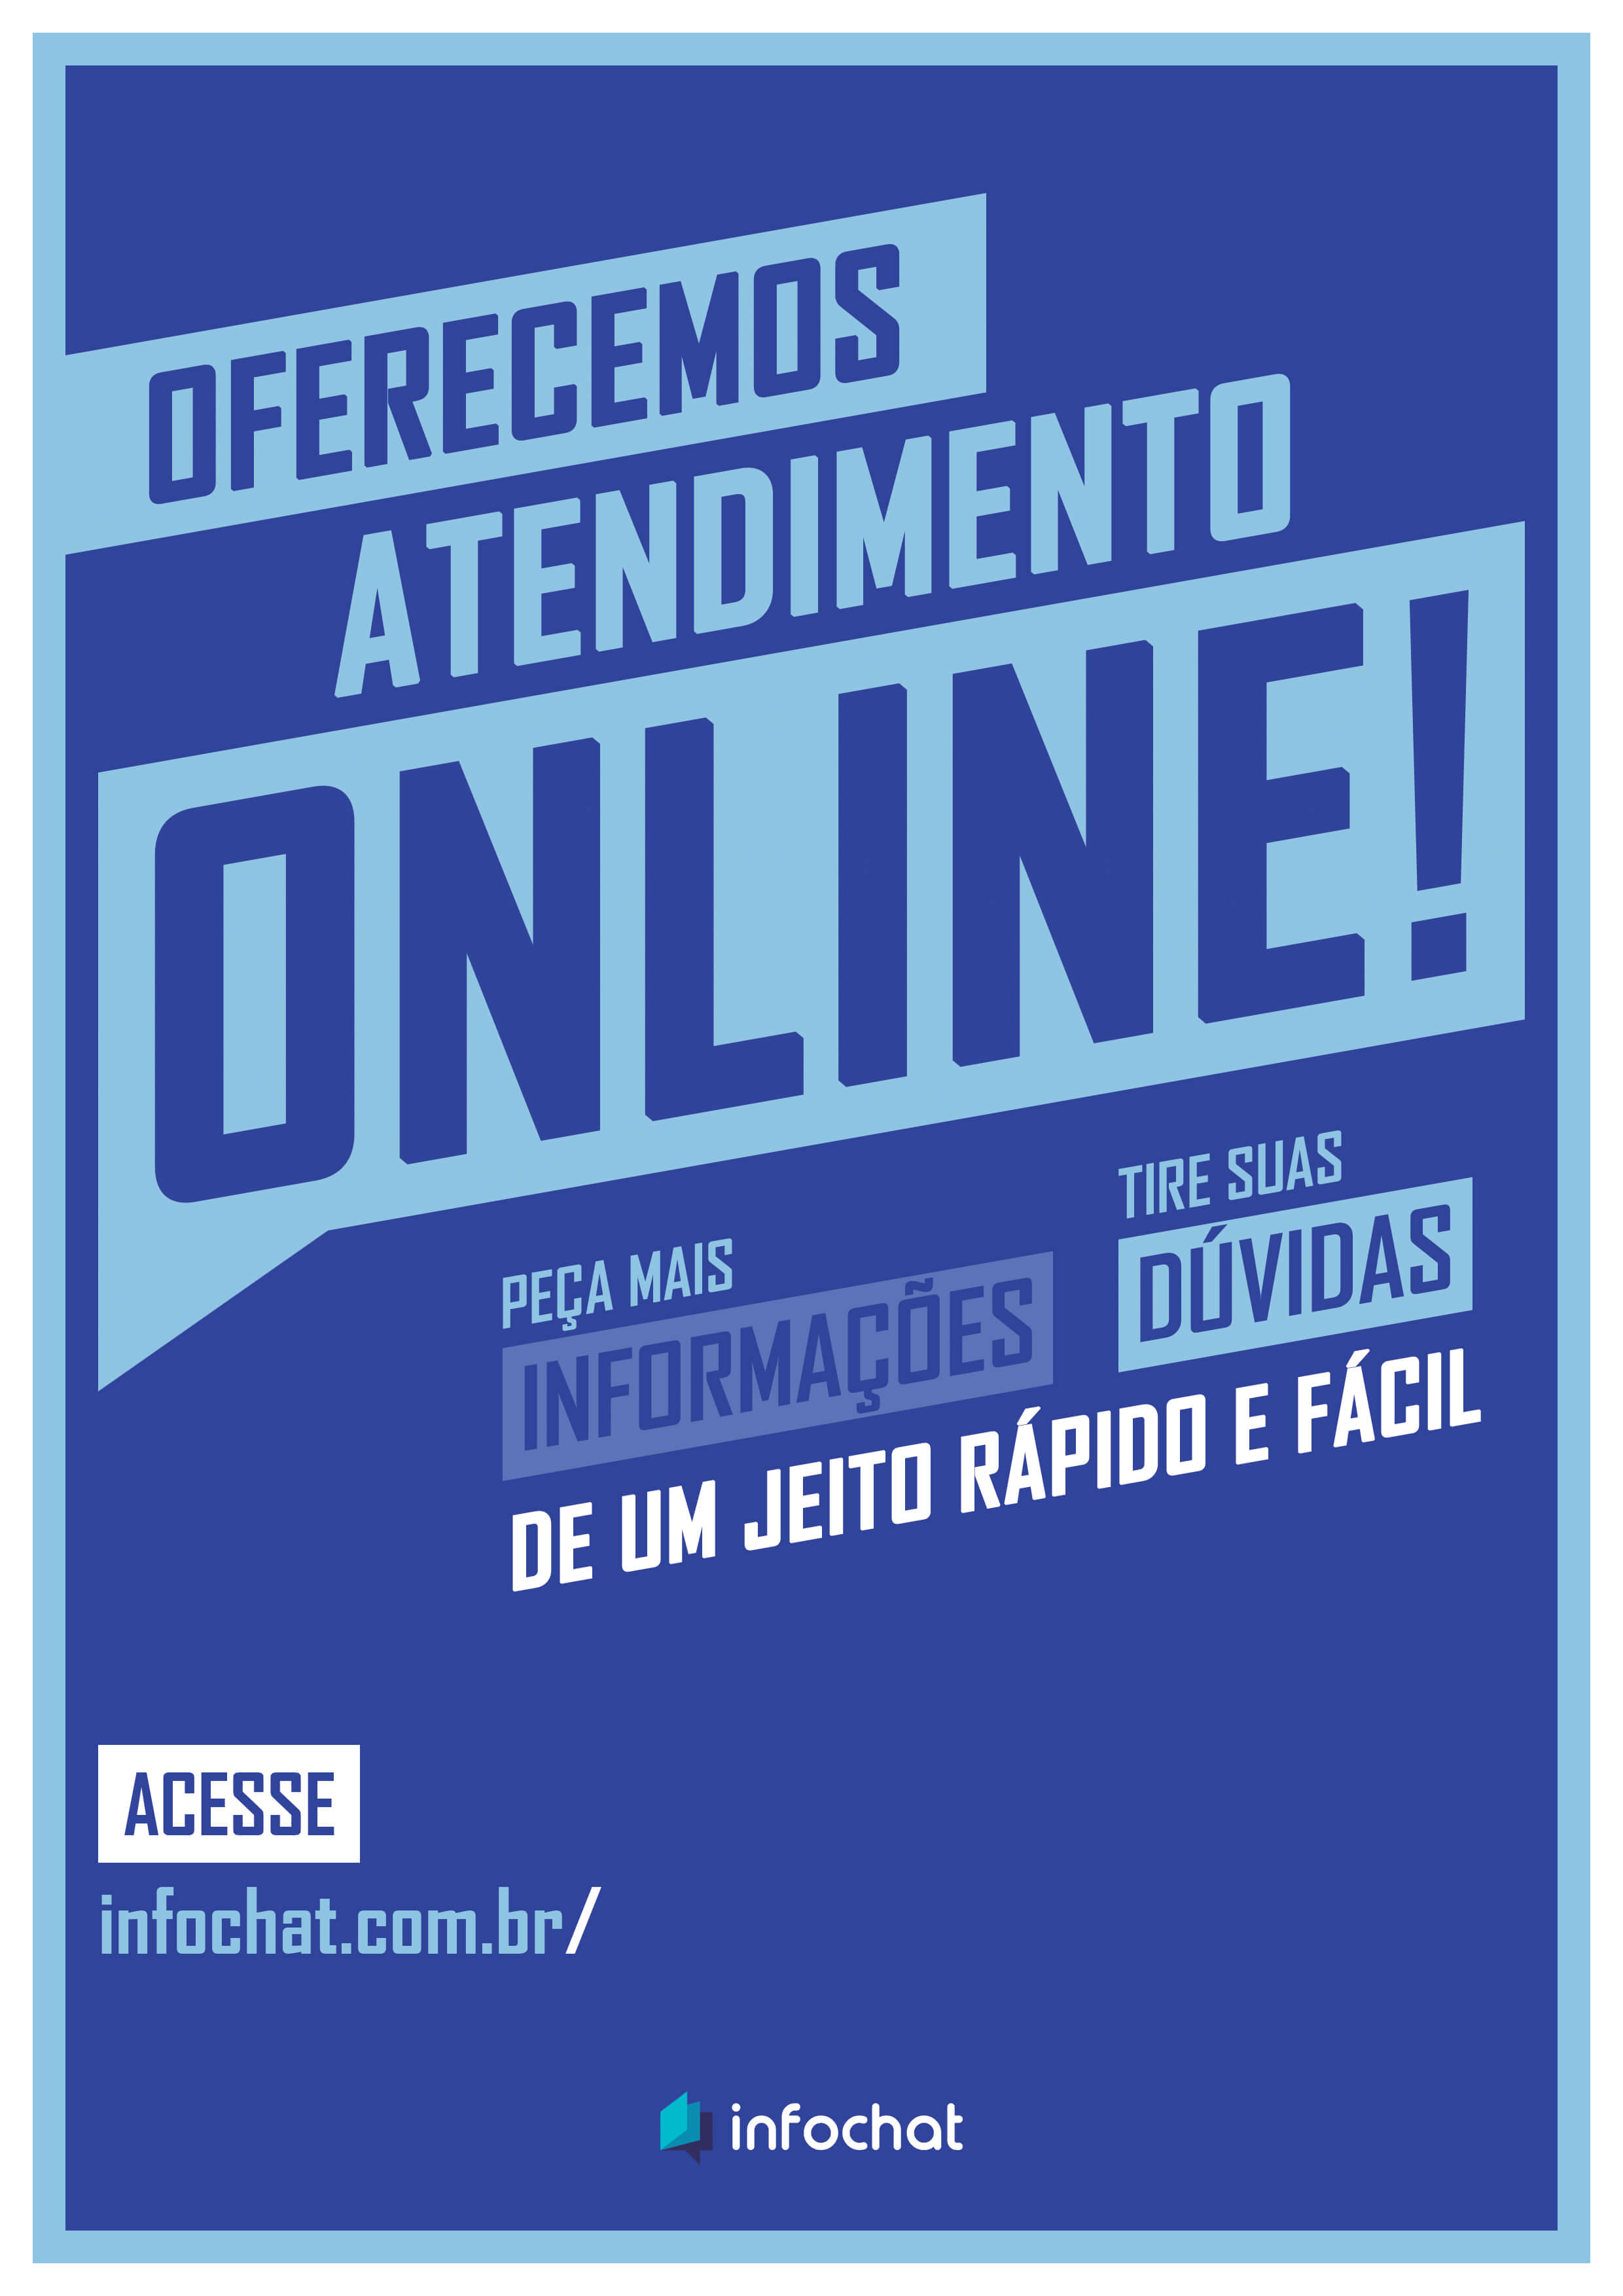 OFERECEMOS
ATENDIMENTO
ONLINE!
PEÇA MAIS
INFORMAÇÕES
TIRE SUAS
DÚVIDAS
DE UM JEITO RÁPIDO E FÁCIL
ACESSE
infochat.com.br/
infochat